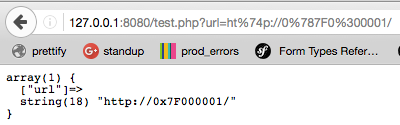 127.0.0.1:8080/test.php?url=ht%74p://0%787F0%300001/
prettify standup prod_errors Form Types Refer…
array(1) {
["url"]=>
string(18) "http://0x7F000001/"
}